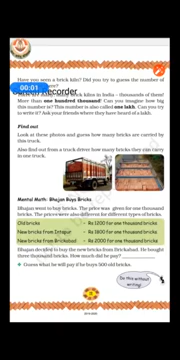 Have you seen a brick kiln? Did you try to guess the number of
00:01 Recorder
There are many many brick kilns in India – thousands of them!
More than one hundred thousand! Can you imagine how big
this number is? This number is also called one lakh. Can you
try to write it? Ask your friends where they have heard of a lakh.
Find out
Look at these photos and guess how many bricks are carried by
this truck.
Also find out from a truck driver how many bricks they can carry
in one truck.
Mental Math: Bhajan Buys Bricks
Bhajan went to buy bricks. The price was given for one thousand
bricks. The prices were also different for different types of bricks.
Old bricks – Rs 1200 for one thousand bricks
New bricks from Intapur – Rs 1800 for one thousand bricks
New bricks from Brickabad – Rs 2000 for one thousand bricks
Bhajan decided to buy the new bricks from Brickabad. He bought
three thousand bricks. How much did he pay?
Guess what he will pay if he buys 500 old bricks.
Do this without
writing!